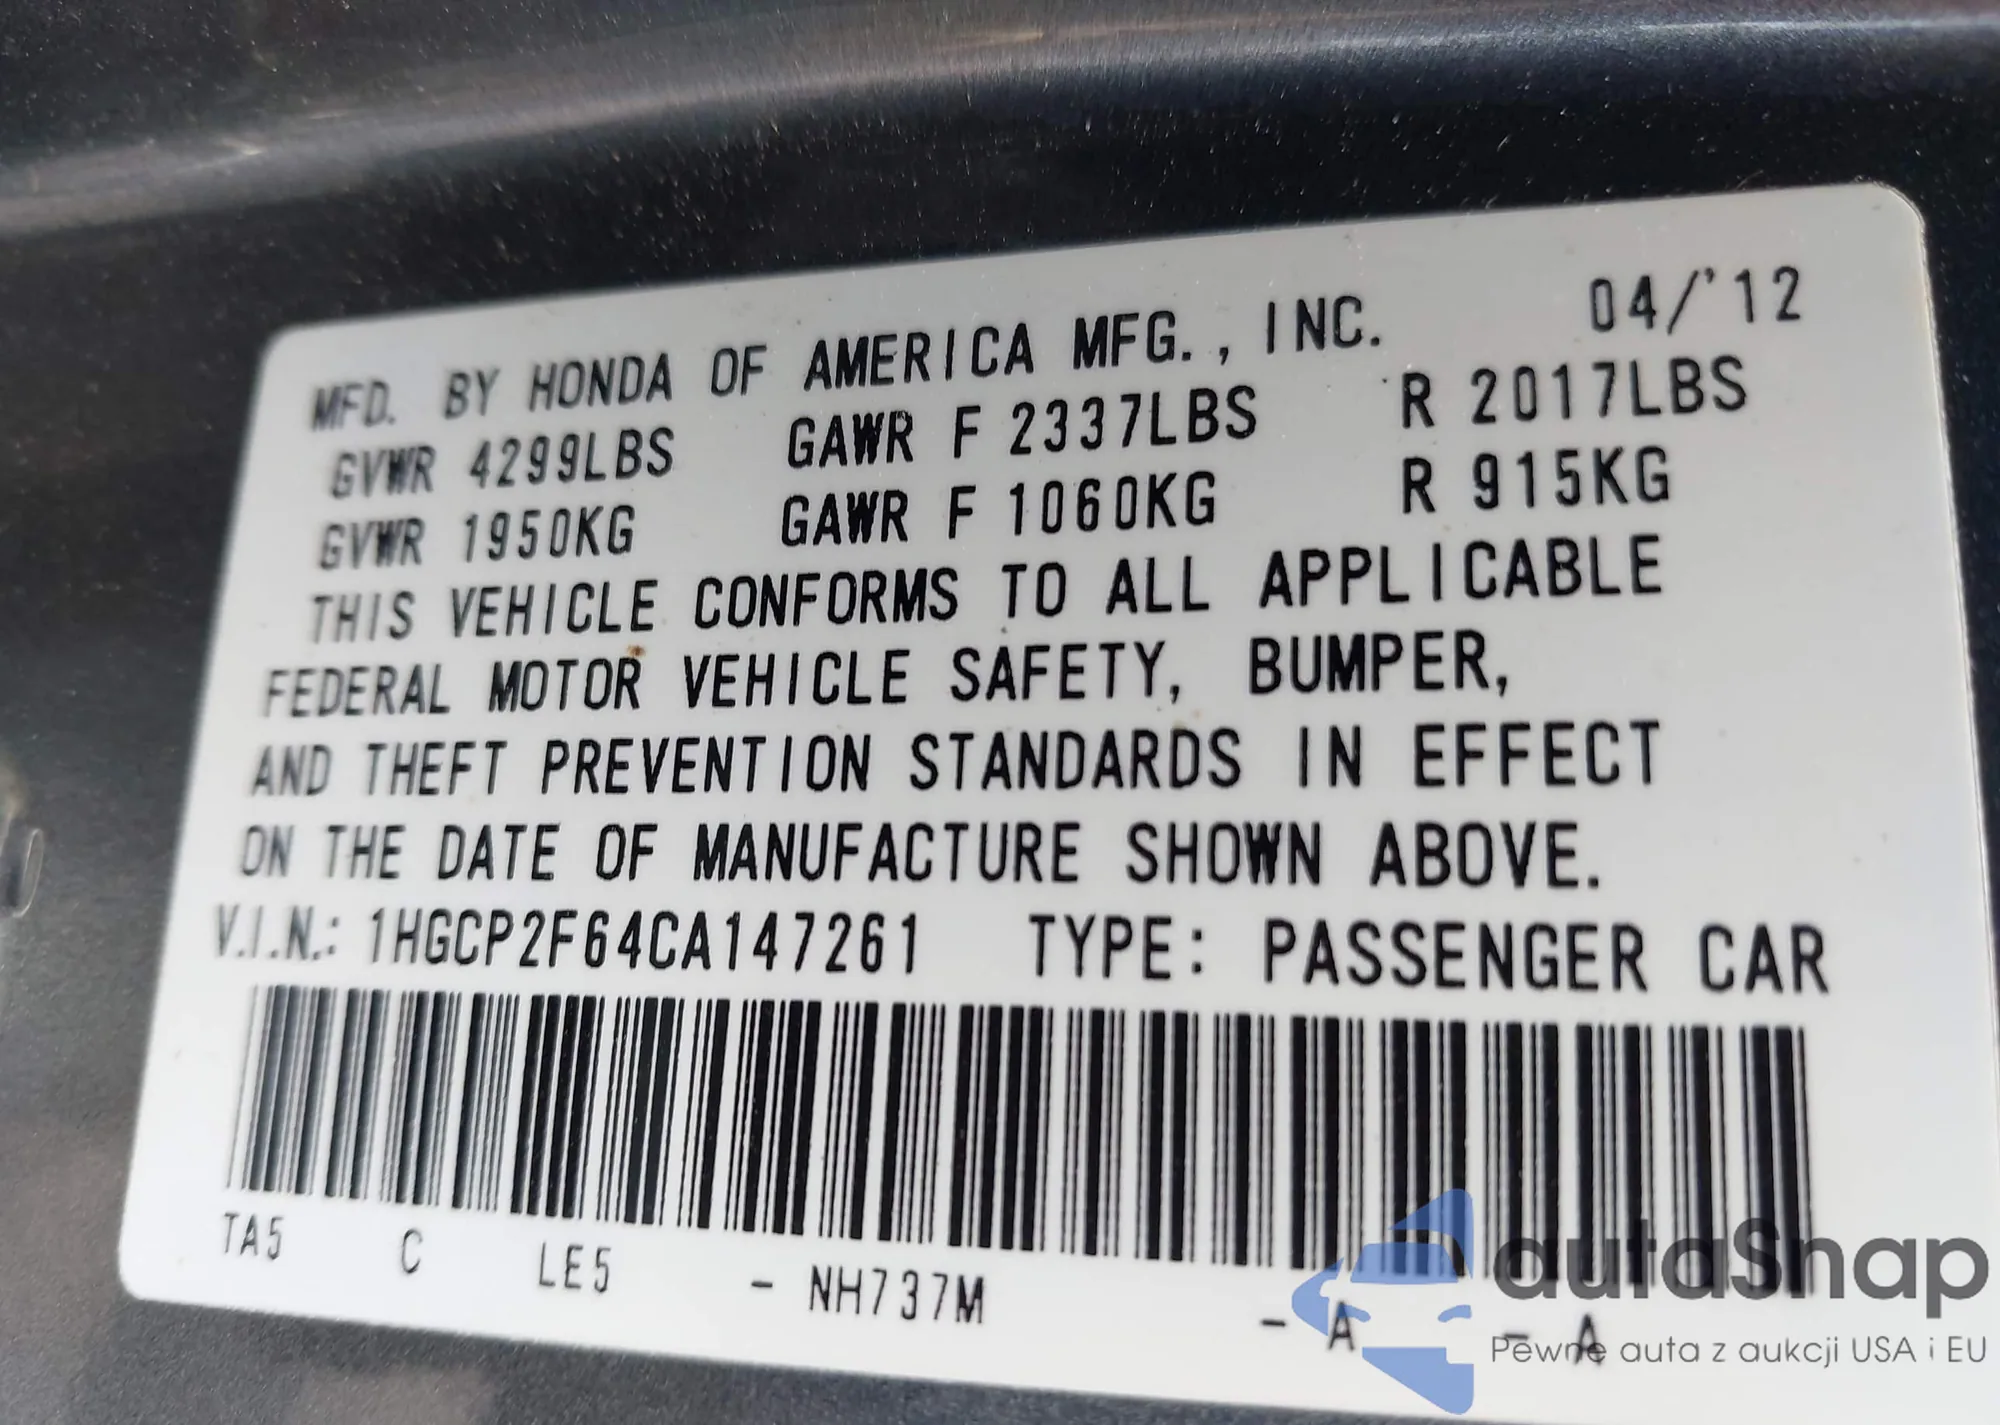 MFD. BY HONDA OF AMERICA MFG., INC. 04/'12
GVWR 4299LBS GAWR F 2337LBS R 2017LBS
GVWR 1950KG GAWR F 1060KG R 915KG
THIS VEHICLE CONFORMS TO ALL APPLICABLE
FEDERAL MOTOR VEHICLE SAFETY, BUMPER,
AND THEFT PREVENTION STANDARDS IN EFFECT
ON THE DATE OF MANUFACTURE SHOWN ABOVE.
V.I.N.: 1HGCP2F64CA147261 TYPE: PASSENGER CAR
TA5 C LE5 - NH737M - A - A
autaSnap
Pewne auta z aukcji USA i EU